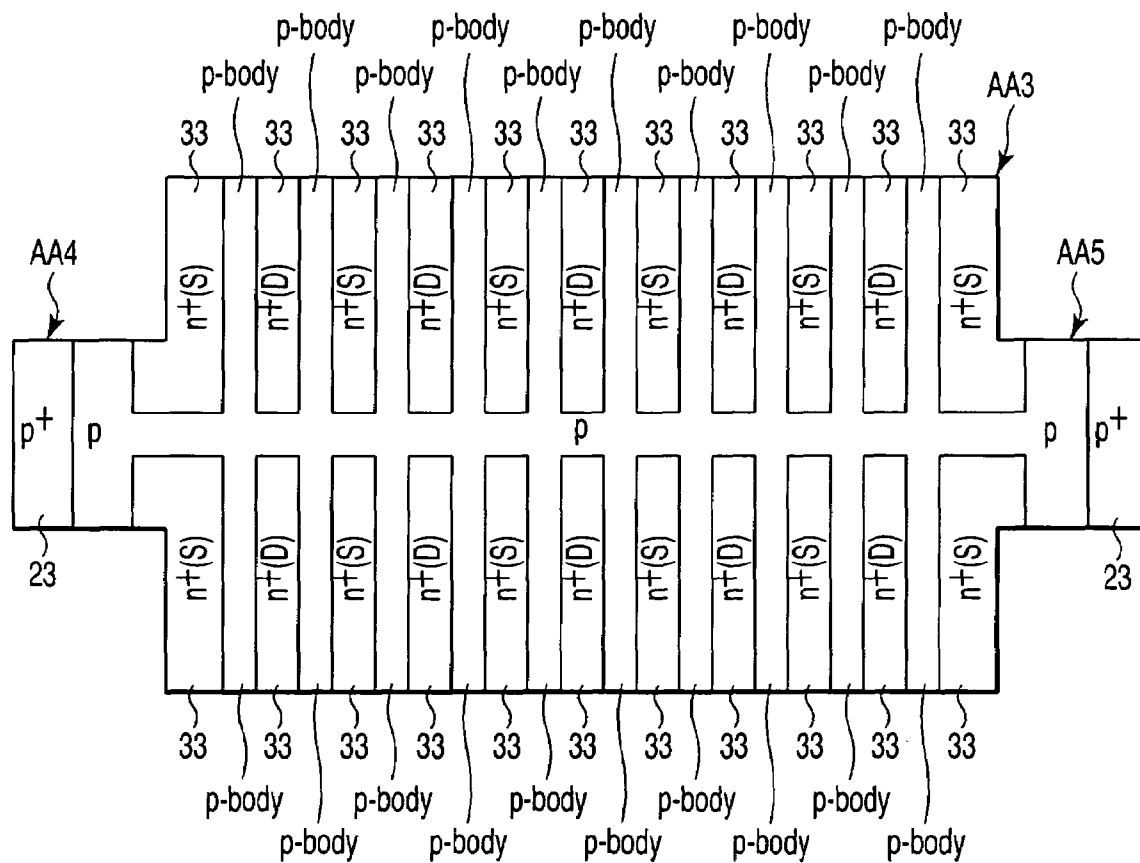 p-body p-body p-body p-body p-body
p-body p-body p-body p-body p-body
AA3
33 33 33 33 33 33 33 33 33 33 33
AA4 AA5
n+(S) n+(D) n+(S) n+(D) n+(S) n+(D) n+(S) n+(D) n+(S) n+(D) n+(S)
p+ p p p p+
n+(S) n+(D) n+(S) n+(D) n+(S) n+(D) n+(S) n+(D) n+(S) n+(D) n+(S)
23 23
33 33 33 33 33 33 33 33 33 33 33
p-body p-body p-body p-body p-body
p-body p-body p-body p-body p-body